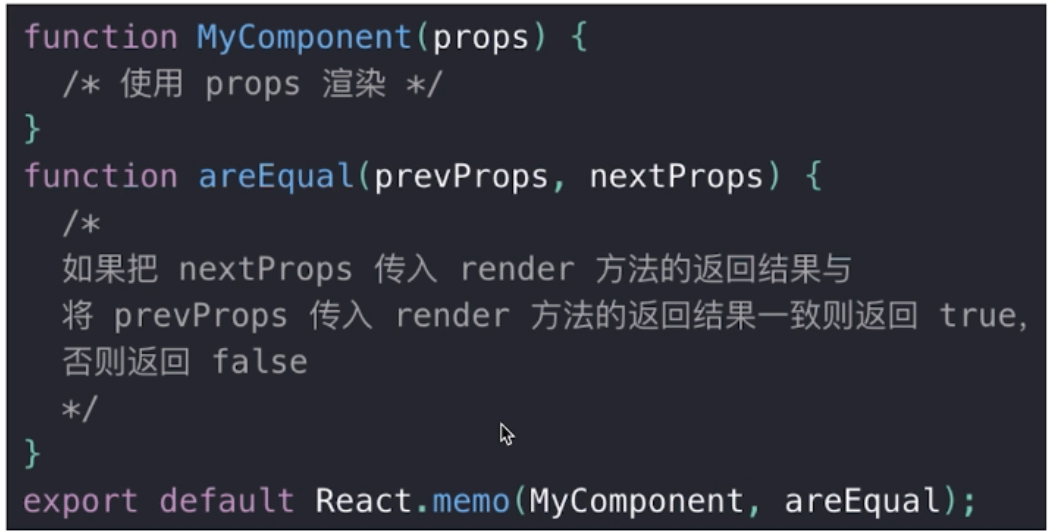 function MyComponent(props) {
  /* 使用 props 渲染 */
}
function areEqual(prevProps, nextProps) {
  /*
  如果把 nextProps 传入 render 方法的返回结果与
  将 prevProps 传入 render 方法的返回结果一致则返回 true,
  否则返回 false
  */
}
export default React.memo(MyComponent, areEqual);